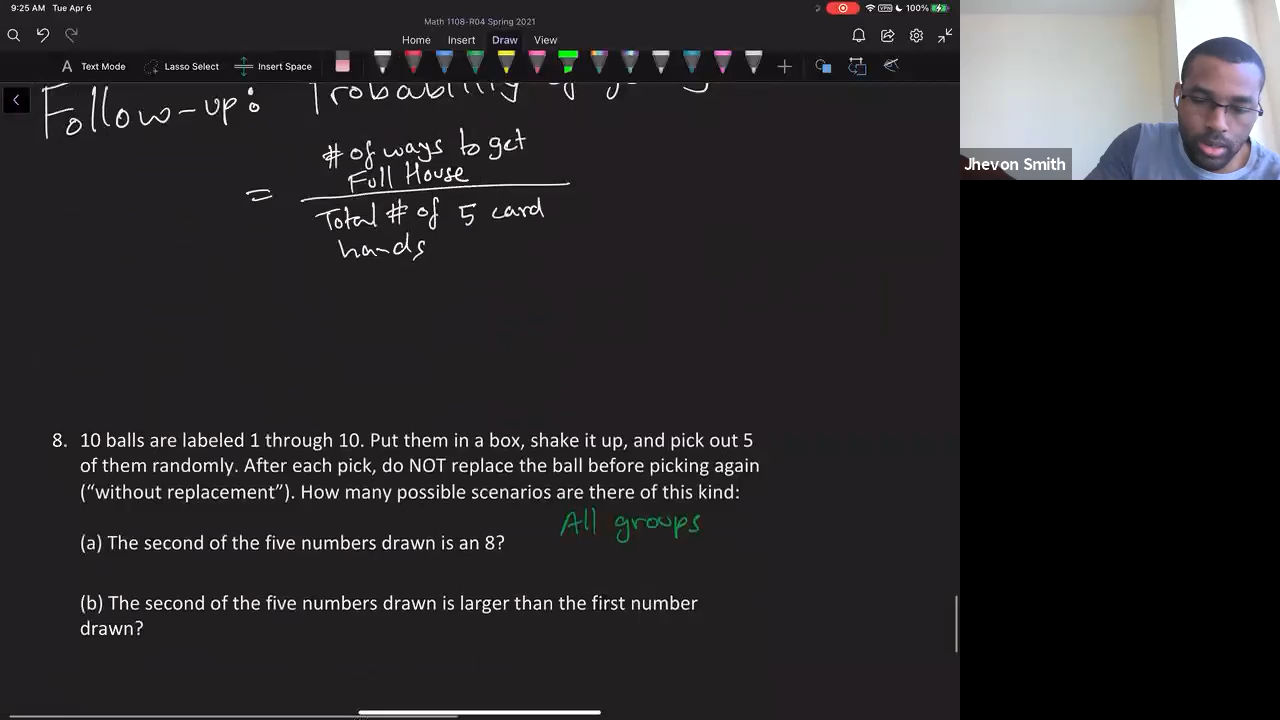 9:25 AM Tue Apr 6
100%
Math 1108-R04 Spring 2021
Home Insert Draw View
Text Mode Lasso Select Insert Space
Follow-up: Probability of
# of ways to get
Full House
=
Total # of 5 card
hands
8. 10 balls are labeled 1 through 10. Put them in a box, shake it up, and pick out 5
of them randomly. After each pick, do NOT replace the ball before picking again
(“without replacement”). How many possible scenarios are there of this kind:
All groups
(a) The second of the five numbers drawn is an 8?
(b) The second of the five numbers drawn is larger than the first number
drawn?
Jhevon Smith